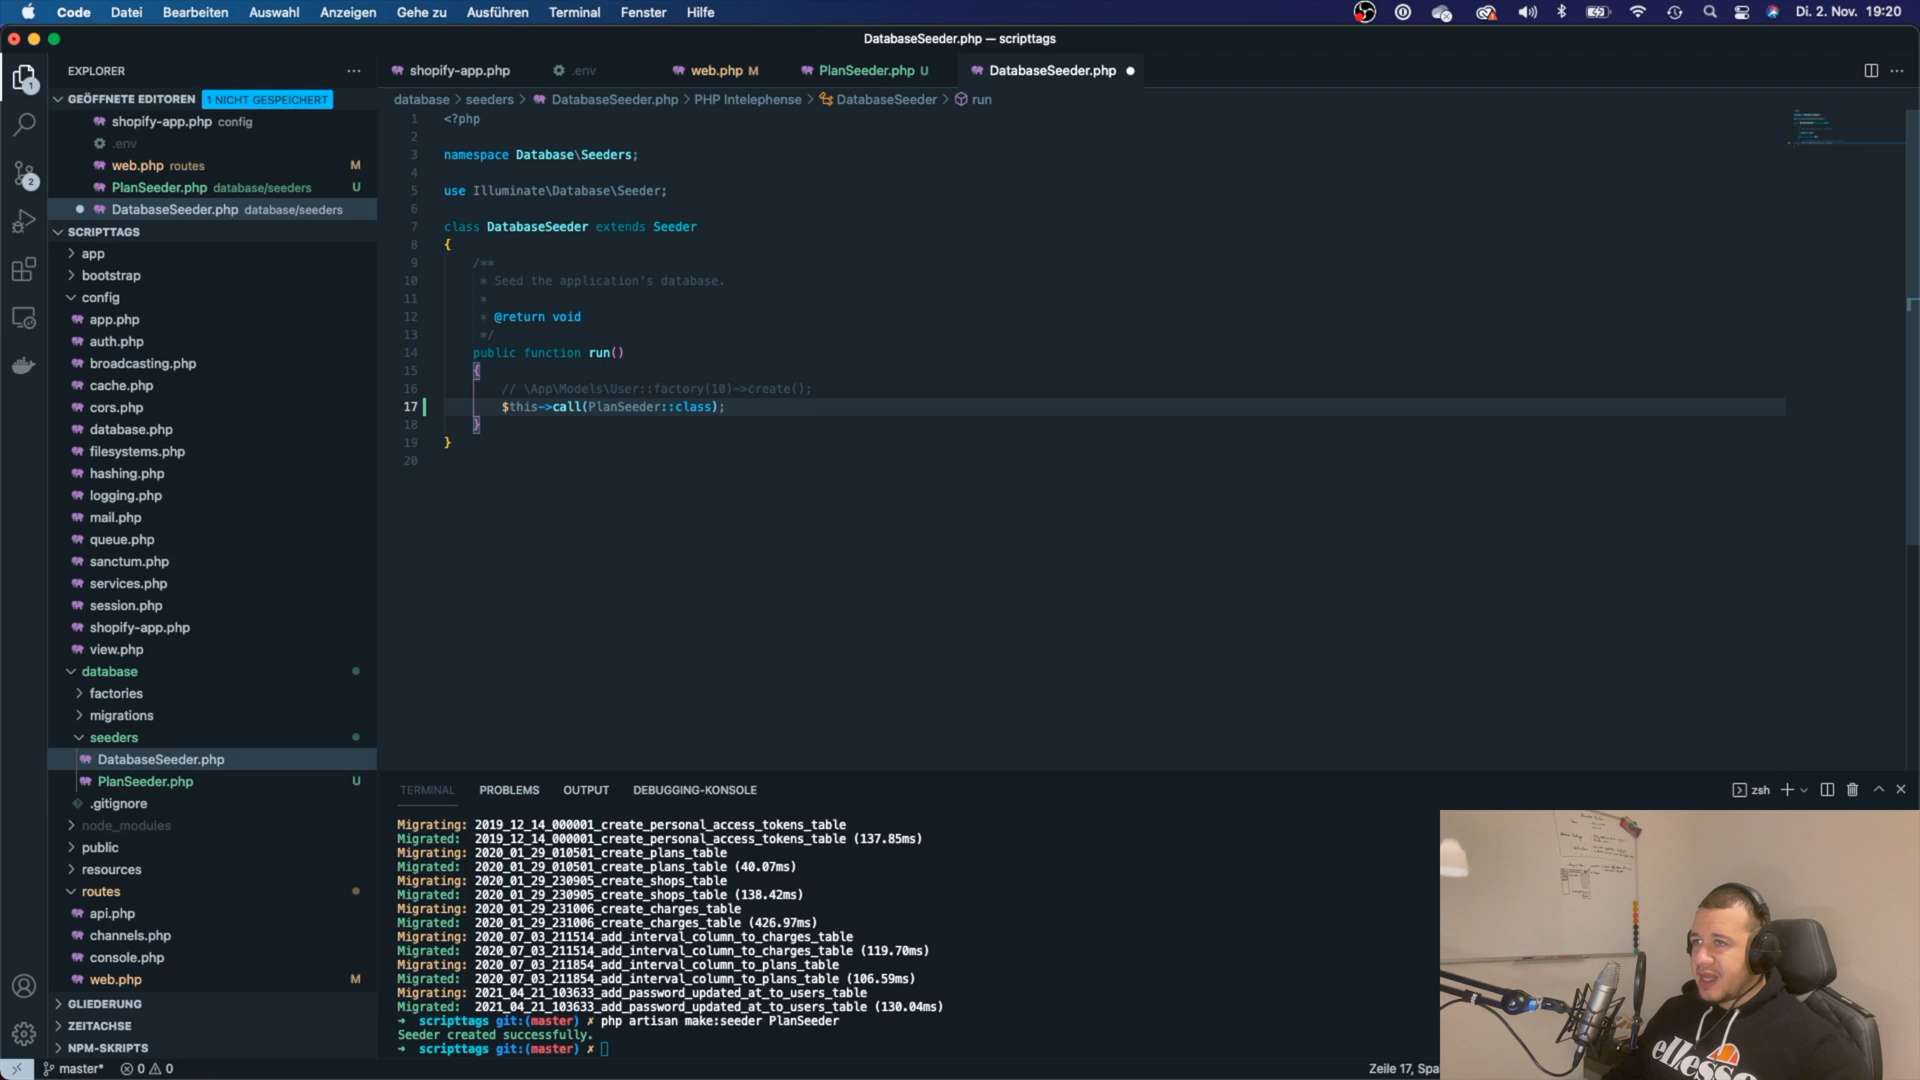 Code Datei Bearbeiten Auswahl Anzeigen Gehe zu Ausführen Terminal Fenster Hilfe Di. 2. Nov. 19:20
DatabaseSeeder.php — scripttags
EXPLORER
GEÖFFNETE EDITOREN 1 NICHT GESPEICHERT
shopify-app.php config
.env
web.php routes M
PlanSeeder.php database/seeders U
DatabaseSeeder.php database/seeders
SCRIPTTAGS
app
bootstrap
config
app.php
auth.php
broadcasting.php
cache.php
cors.php
database.php
filesystems.php
hashing.php
logging.php
mail.php
queue.php
sanctum.php
services.php
session.php
shopify-app.php
view.php
database
factories
migrations
seeders
DatabaseSeeder.php
PlanSeeder.php U
.gitignore
node_modules
public
resources
routes
api.php
channels.php
console.php
web.php M
GLIEDERUNG
ZEITACHSE
NPM-SKRIPTS
1
2
shopify-app.php .env web.php M PlanSeeder.php U DatabaseSeeder.php
database > seeders > DatabaseSeeder.php > PHP Intelephense > DatabaseSeeder > run
1 <?php
2
3 namespace Database\Seeders;
4
5 use Illuminate\Database\Seeder;
6
7 class DatabaseSeeder extends Seeder
8 {
9 /**
10 * Seed the application's database.
11 *
12 * @return void
13 */
14 public function run()
15 {
16 // \App\Models\User::factory(10)->create();
17 $this->call(PlanSeeder::class);
18 }
19 }
20
TERMINAL PROBLEMS OUTPUT DEBUGGING-KONSOLE zsh
Migrating: 2019_12_14_000001_create_personal_access_tokens_table
Migrated: 2019_12_14_000001_create_personal_access_tokens_table (137.85ms)
Migrating: 2020_01_29_010501_create_plans_table
Migrated: 2020_01_29_010501_create_plans_table (40.07ms)
Migrating: 2020_01_29_230905_create_shops_table
Migrated: 2020_01_29_230905_create_shops_table (138.42ms)
Migrating: 2020_01_29_231006_create_charges_table
Migrated: 2020_01_29_231006_create_charges_table (426.97ms)
Migrating: 2020_07_03_211514_add_interval_column_to_charges_table
Migrated: 2020_07_03_211514_add_interval_column_to_charges_table (119.70ms)
Migrating: 2020_07_03_211854_add_interval_column_to_plans_table
Migrated: 2020_07_03_211854_add_interval_column_to_plans_table (106.59ms)
Migrating: 2021_04_21_103633_add_password_updated_at_to_users_table
Migrated: 2021_04_21_103633_add_password_updated_at_to_users_table (130.04ms)
➜ scripttags git:(master) ✗ php artisan make:seeder PlanSeeder
Seeder created successfully.
➜ scripttags git:(master) ✗
master* 0 0 Zeile 17, Spa
ellesse